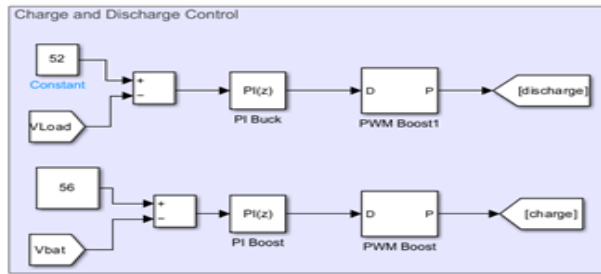 Charge and Discharge Control
52
Constant
+
−
VLoad
PI(z)
PI Buck
D P
PWM Boost1
[discharge]
56
+
−
Vbat
PI(z)
PI Boost
D P
PWM Boost
[charge]